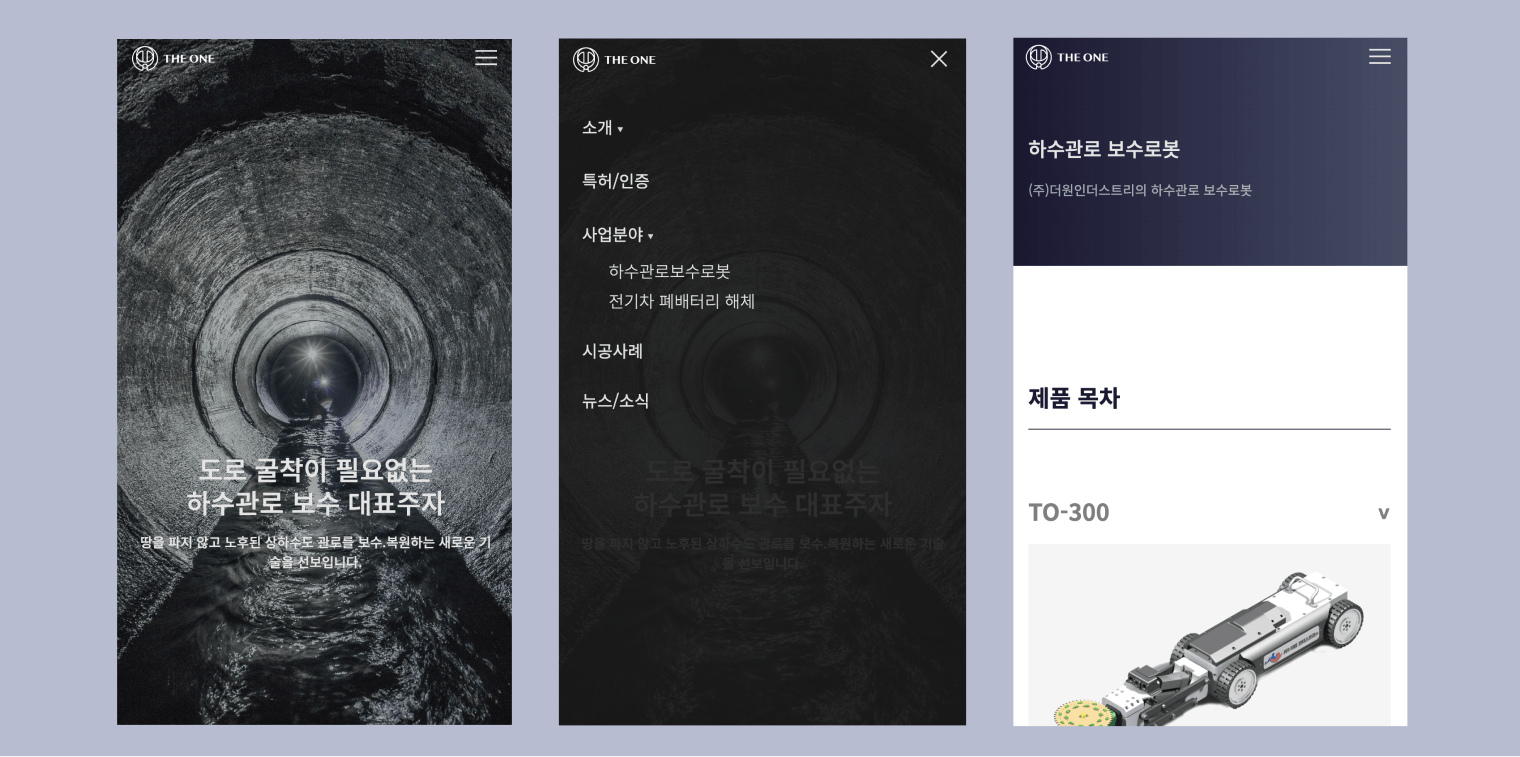 THE ONE
도로 굴착이 필요없는
하수관로 보수 대표주자
땅을 파지 않고 노후된 상하수도 관로를 보수.복원하는 새로운 기
술을 선보입니다.
THE ONE
소개 ▾
특허/인증
사업분야 ▾
하수관로보수로봇
전기차 폐배터리 해체
시공사례
뉴스/소식
도로 굴착이 필요없는
하수관로 보수 대표주자
땅을 파지 않고 노후된 상하수도 관로를 보수.복원하는 새로운 기술
을 선보입니다.
THE ONE
하수관로 보수로봇
(주)더원인더스트리의 하수관로 보수로봇
제품 목차
TO-300
v